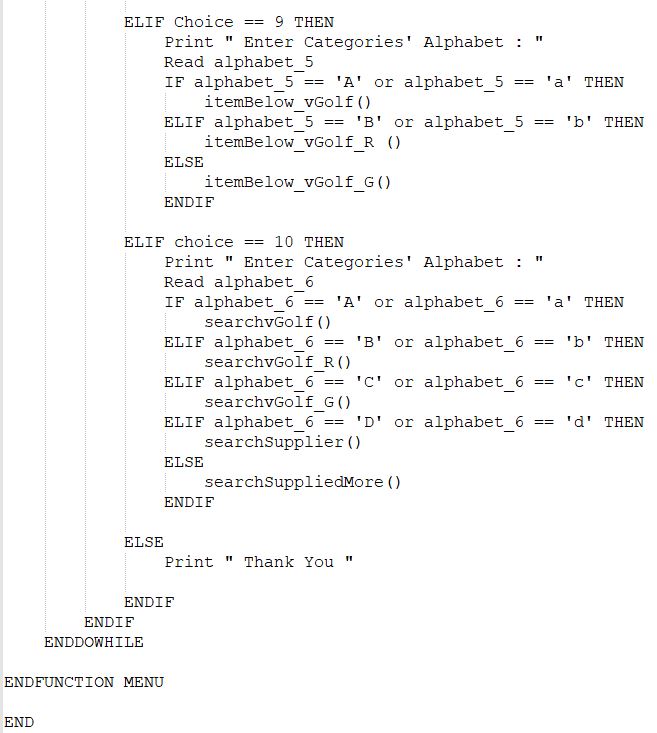 ELIF Choice == 9 THEN
Print " Enter Categories' Alphabet : "
Read alphabet_5
IF alphabet_5 == 'A' or alphabet_5 == 'a' THEN
itemBelow_vGolf()
ELIF alphabet_5 == 'B' or alphabet_5 == 'b' THEN
itemBelow_vGolf_R ()
ELSE
itemBelow_vGolf_G()
ENDIF
ELIF choice == 10 THEN
Print " Enter Categories' Alphabet : "
Read alphabet_6
IF alphabet_6 == 'A' or alphabet_6 == 'a' THEN
searchvGolf()
ELIF alphabet_6 == 'B' or alphabet_6 == 'b' THEN
searchvGolf_R()
ELIF alphabet_6 == 'C' or alphabet_6 == 'c' THEN
searchvGolf_G()
ELIF alphabet_6 == 'D' or alphabet_6 == 'd' THEN
searchSupplier()
ELSE
searchSuppliedMore()
ENDIF
ELSE
Print " Thank You "
ENDIF
ENDIF
ENDDOWHILE
ENDFUNCTION MENU
END